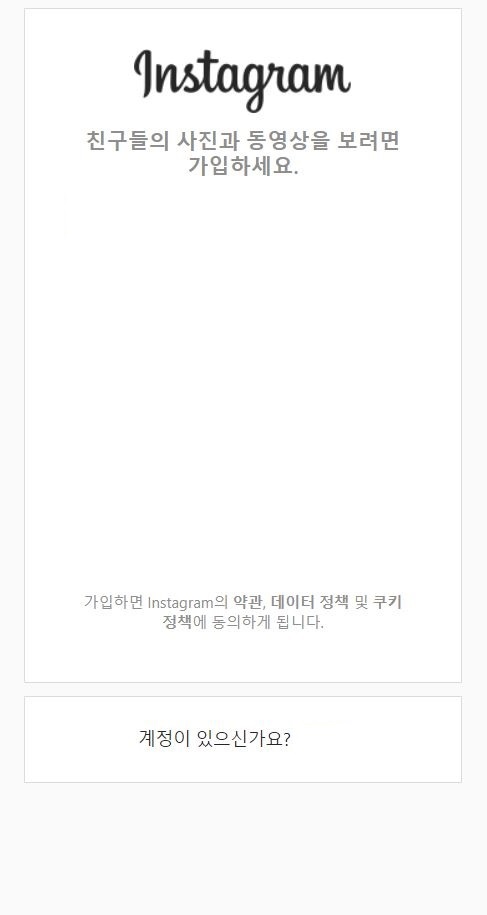 Instagram
친구들의 사진과 동영상을 보려면
가입하세요.
가입하면 Instagram의 약관, 데이터 정책 및 쿠키
정책에 동의하게 됩니다.
계정이 있으신가요?